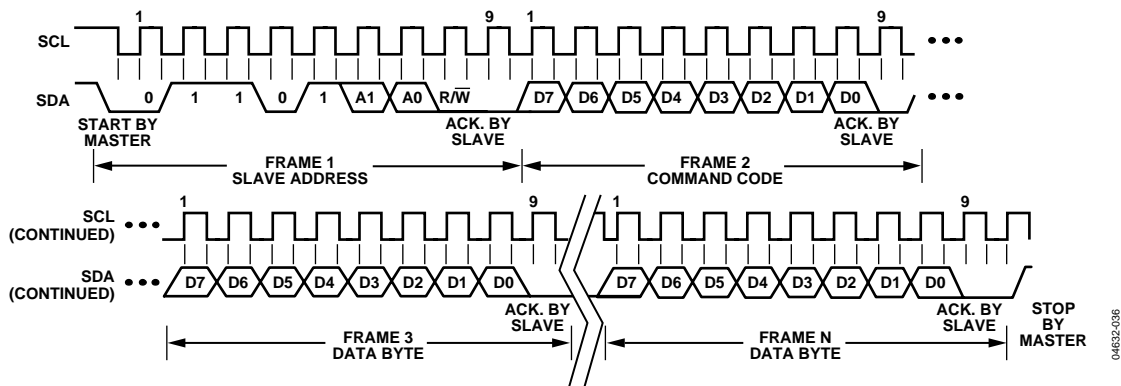 1 9 1 9
SCL
SDA 0 1 1 0 1 A1 A0 R/W̅ D7 D6 D5 D4 D3 D2 D1 D0
START BY MASTER
ACK. BY SLAVE
ACK. BY SLAVE
FRAME 1
SLAVE ADDRESS
FRAME 2
COMMAND CODE
1 9 1 9
SCL
(CONTINUED)
SDA
(CONTINUED)
D7 D6 D5 D4 D3 D2 D1 D0 D7 D6 D5 D4 D3 D2 D1 D0
ACK. BY
SLAVE
ACK. BY
SLAVE
STOP
BY
MASTER
FRAME 3
DATA BYTE
FRAME N
DATA BYTE
04632-036